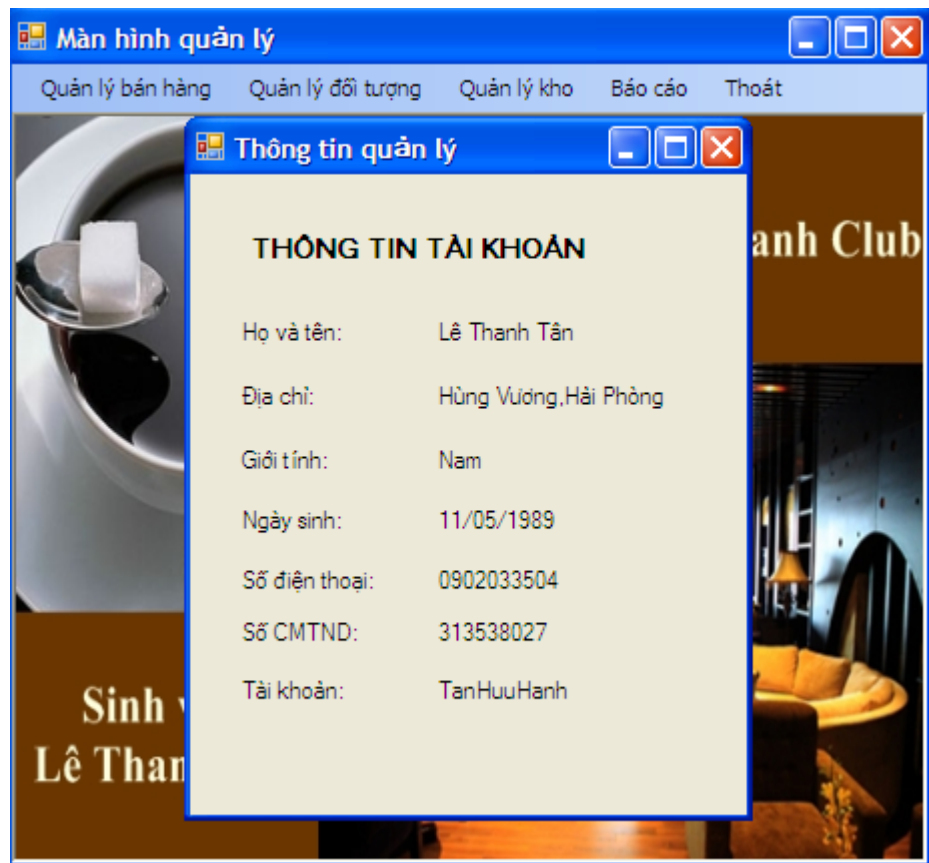 Màn hình quản lý
Quản lý bán hàng Quản lý đối tượng Quản lý kho Báo cáo Thoát
Thông tin quản lý
THÔNG TIN TÀI KHOẢN
Club
Họ và tên: Lê Thanh Tân
Địa chỉ: Hùng Vương,Hải Phòng
Giới tính: Nam
Ngày sinh: 11/05/1989
Số điện thoại: 0902033504
Số CMTND: 313538027
Tài khoản: TanHuuHanh
Sinh
Lê